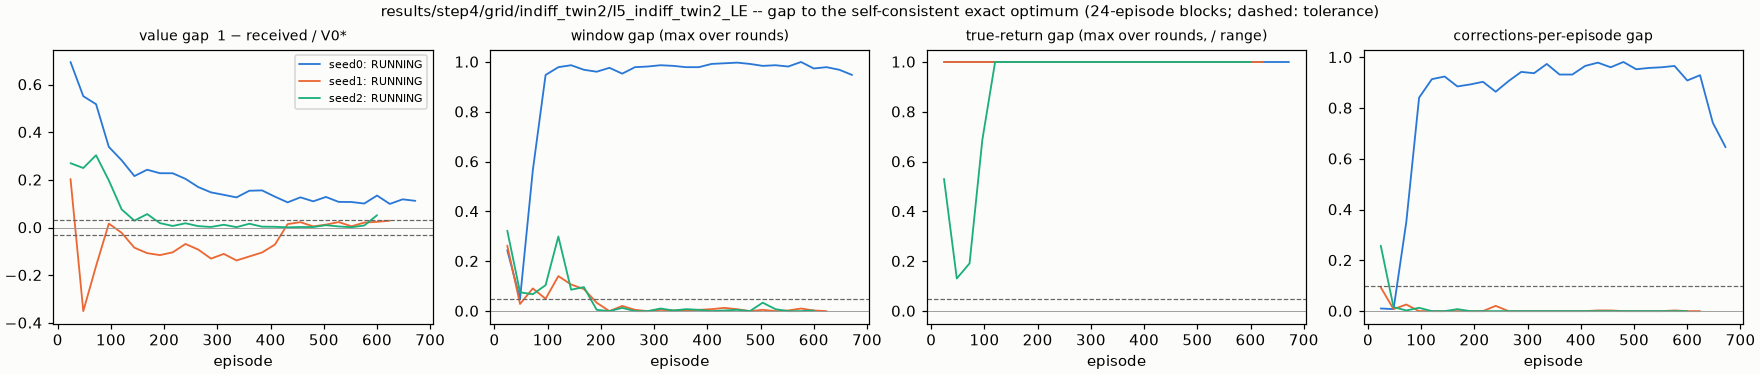 results/step4/grid/indiff_twin2/I5_indiff_twin2_LE -- gap to the self-consistent exact optimum (24-episode blocks; dashed: tolerance)
value gap 1 − received / V0*
0.6
0.4
0.2
0.0
−0.2
−0.4
0 100 200 300 400 500 600 700
episode
seed0: RUNNING
seed1: RUNNING
seed2: RUNNING
window gap (max over rounds)
1.0
0.8
0.6
0.4
0.2
0.0
0 100 200 300 400 500 600 700
episode
true-return gap (max over rounds, / range)
1.0
0.8
0.6
0.4
0.2
0.0
0 100 200 300 400 500 600 700
episode
corrections-per-episode gap
1.0
0.8
0.6
0.4
0.2
0.0
0 100 200 300 400 500 600 700
episode